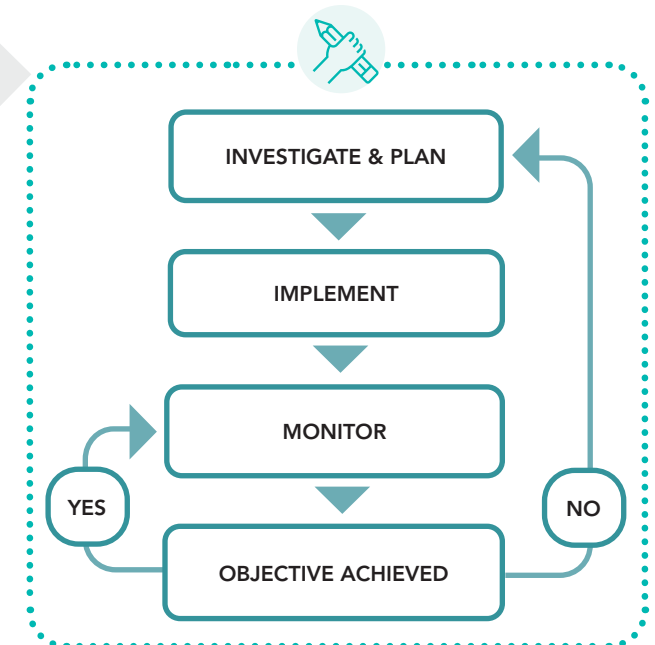 INVESTIGATE & PLAN
IMPLEMENT
MONITOR
YES
NO
OBJECTIVE ACHIEVED